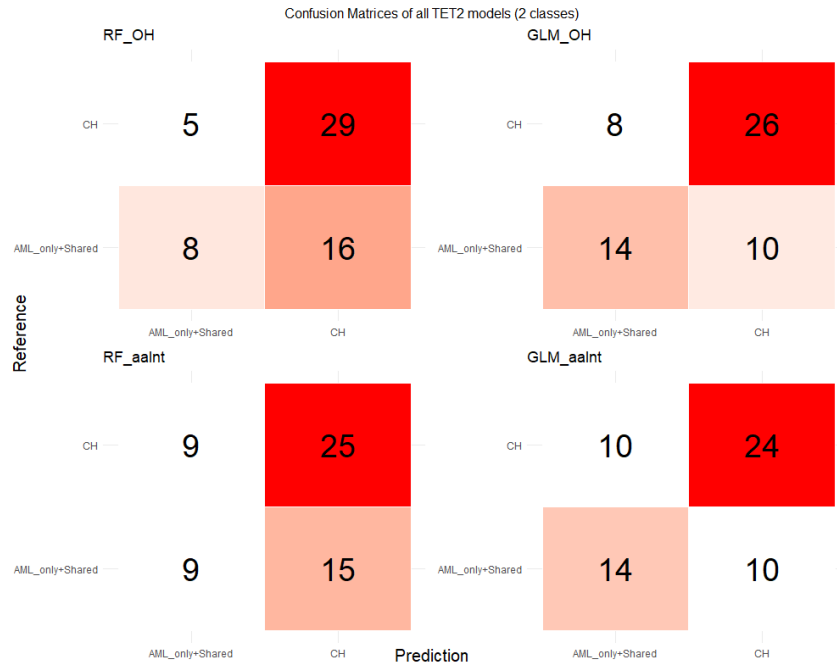 Confusion Matrices of all TET2 models (2 classes)
RF_OH
GLM_OH
CH
5
29
CH
8
26
AML_only+Shared
8
16
AML_only+Shared
14
10
AML_only+Shared
CH
AML_only+Shared
CH
Reference
RF_aaInt
GLM_aaInt
CH
9
25
CH
10
24
AML_only+Shared
9
15
AML_only+Shared
14
10
AML_only+Shared
CH
AML_only+Shared
CH
Prediction